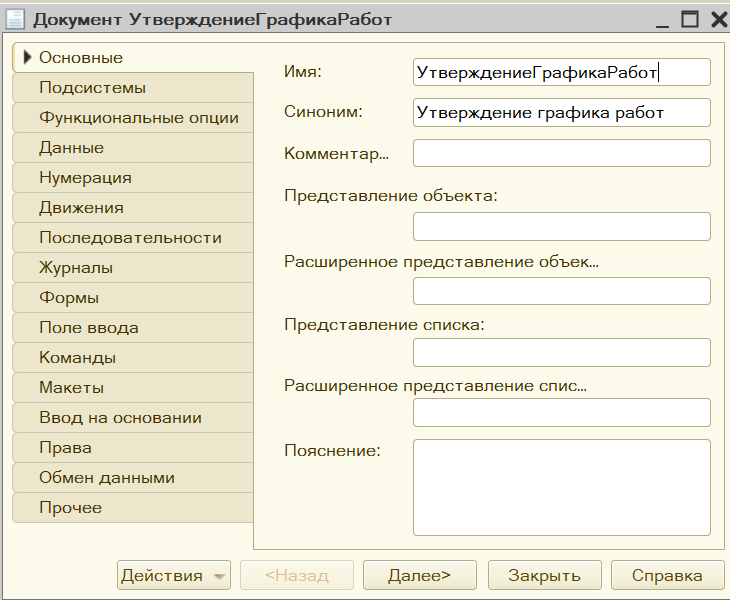 Документ УтверждениеГрафикаРабот
Основные
Подсистемы
Функциональные опции
Данные
Нумерация
Движения
Последовательности
Журналы
Формы
Поле ввода
Команды
Макеты
Ввод на основании
Права
Обмен данными
Прочее
Имя: УтверждениеГрафикаРабот
Синоним: Утверждение графика работ
Комментар...
Представление объекта:
Расширенное представление объек...
Представление списка:
Расширенное представление спис...
Пояснение:
Действия <Назад Далее> Закрыть Справка